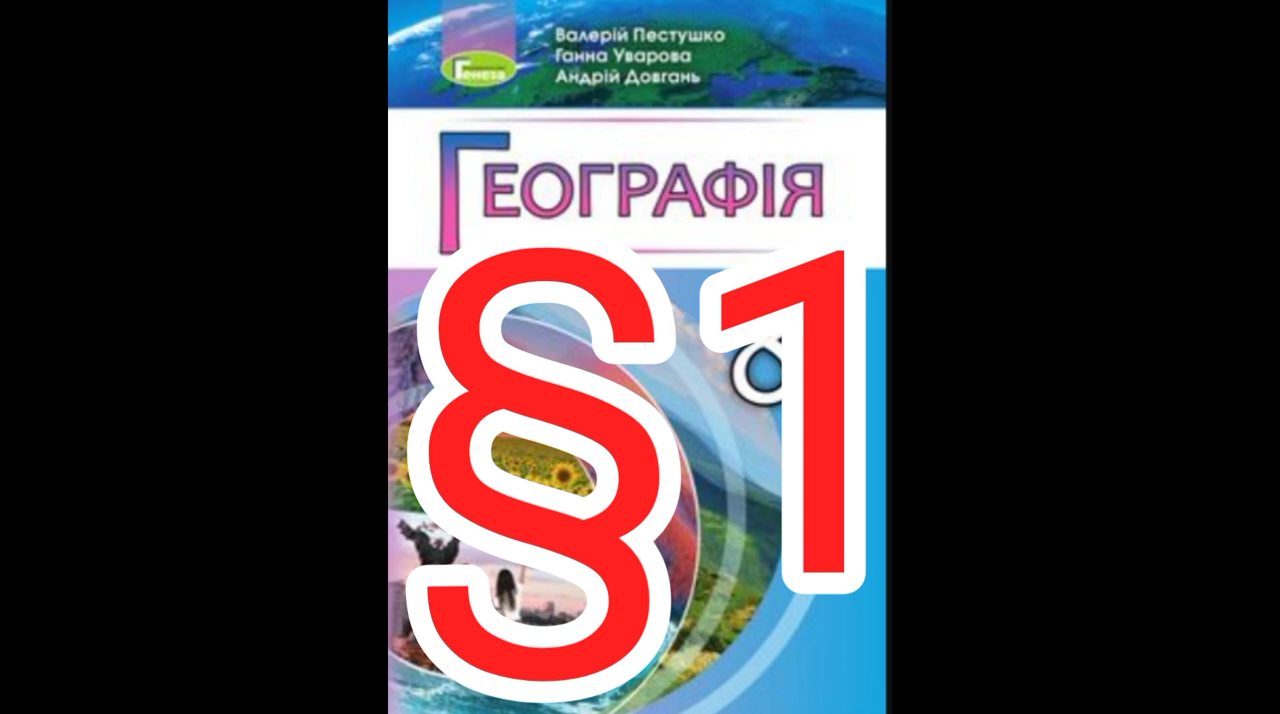 Валерій Пестушко
Ганна Уварова
Андрій Довгань
Генеза
ГЕОГРАФІЯ
§1